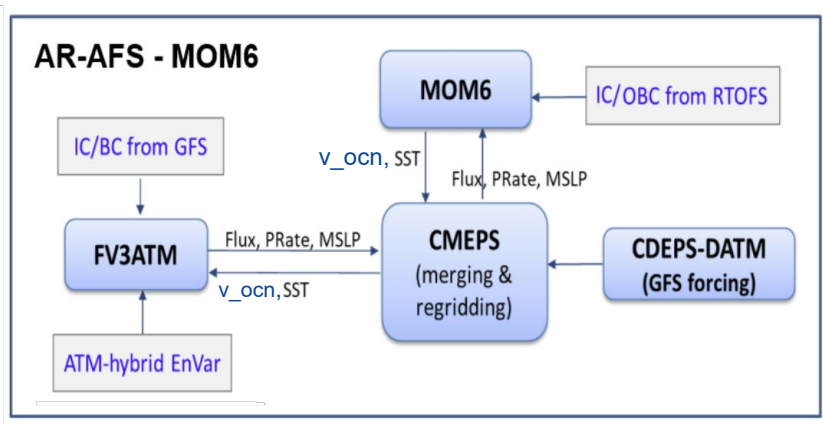 AR-AFS - MOM6
MOM6
IC/OBC from RTOFS
IC/BC from GFS
v_ocn, SST
Flux, PRate, MSLP
FV3ATM
Flux, PRate, MSLP
v_ocn, SST
CMEPS
(merging &
regridding)
CDEPS-DATM
(GFS forcing)
ATM-hybrid EnVar